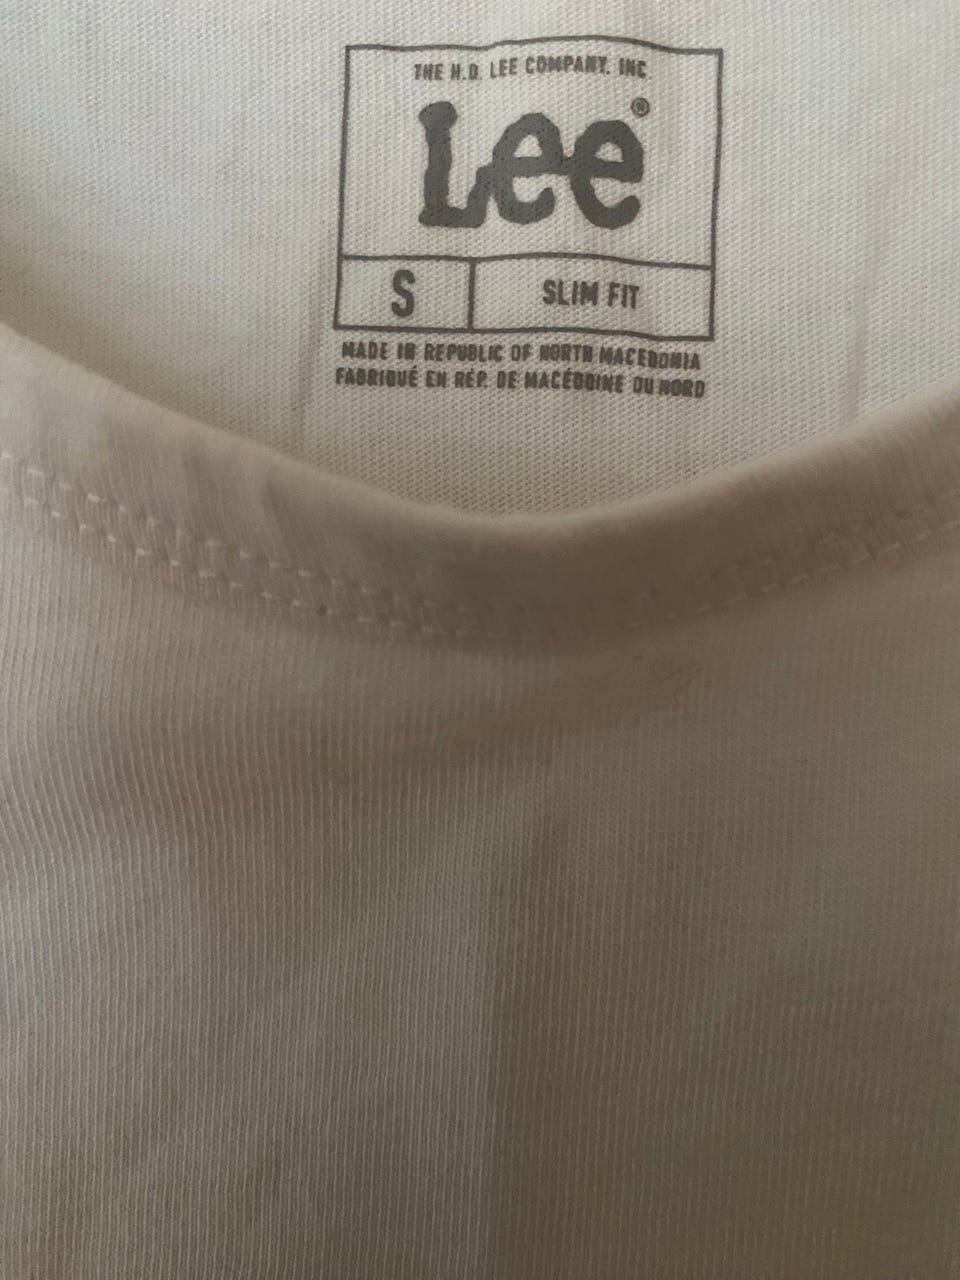 THE H.D. LEE COMPANY, INC.
Lee®
S SLIM FIT
MADE IN REPUBLIC OF NORTH MACEDONIA
FABRIQUÉ EN RÉP. DE MACÉDOINE DU NORD